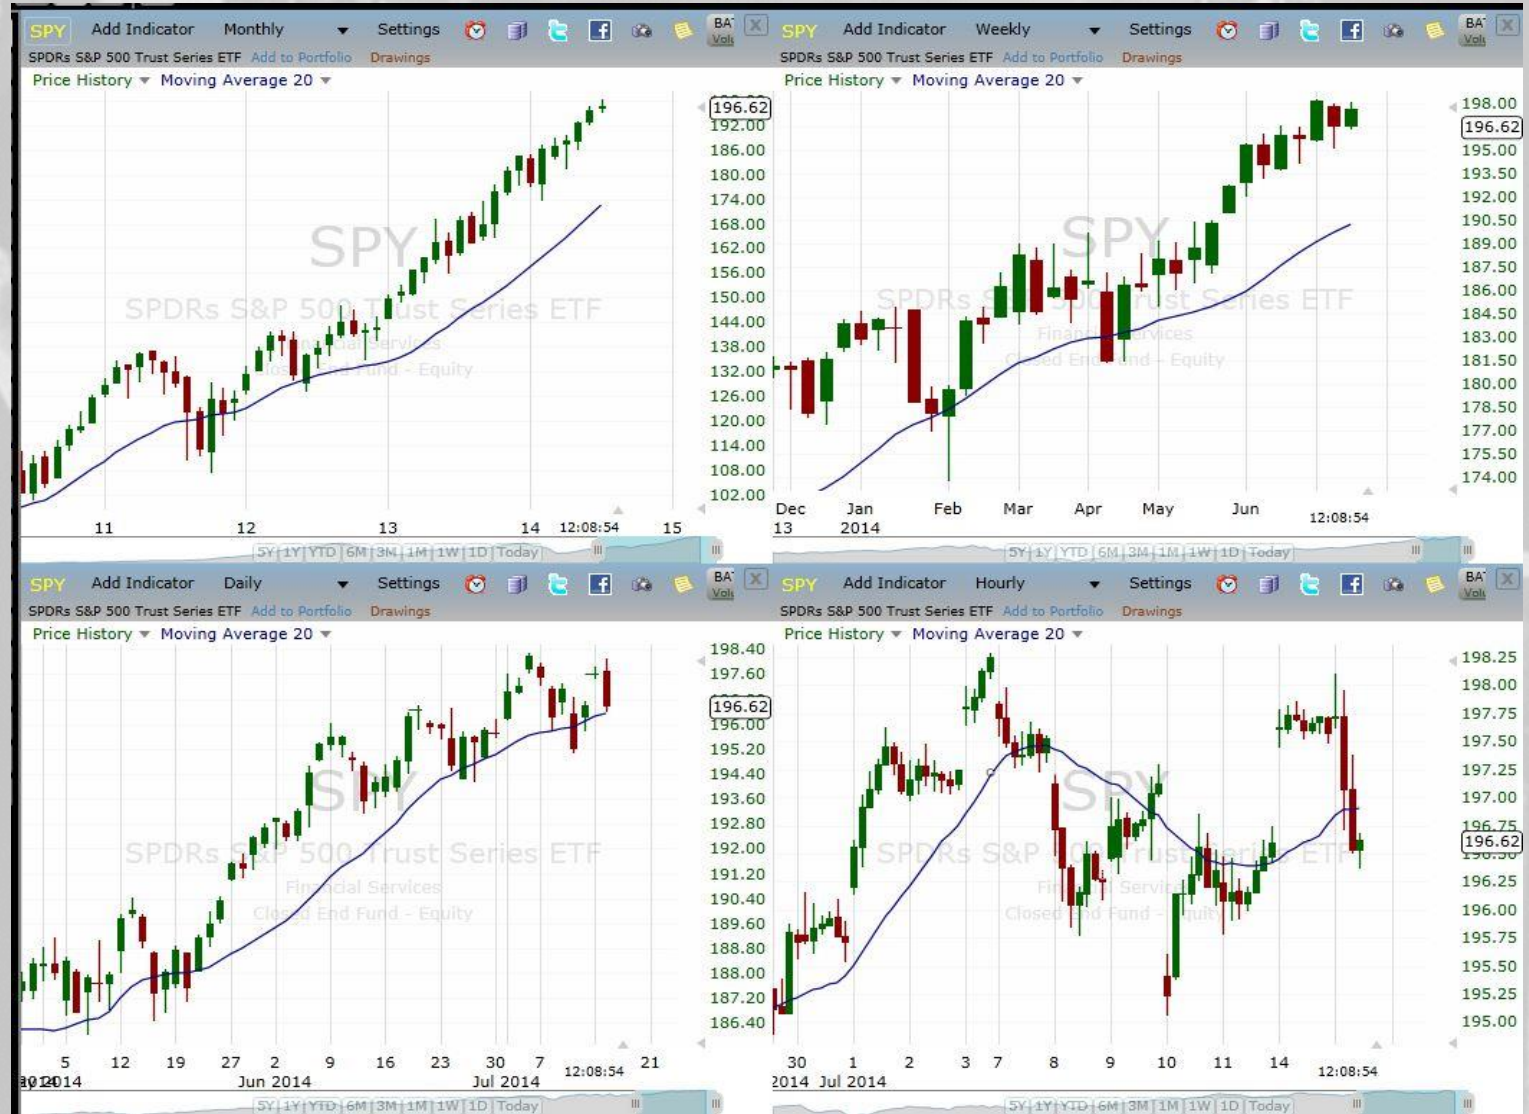 SPY Add Indicator Monthly Settings
SPDRs S&P 500 Trust Series ETF Add to Portfolio Drawings
Price History Moving Average 20
196.62
192.00
186.00
180.00
174.00
168.00
162.00
156.00
150.00
144.00
138.00
132.00
126.00
120.00
114.00
108.00
102.00
SPY
SPDRs S&P 500 Trust Series ETF
Financial Services
Closed End Fund - Equity
11 12 13 14 12:08:54 15
5Y 1Y YTD 6M 3M 1M 1W 1D Today
SPY Add Indicator Weekly Settings
SPDRs S&P 500 Trust Series ETF Add to Portfolio Drawings
Price History Moving Average 20
198.00
196.62
195.00
193.50
192.00
190.50
189.00
187.50
186.00
184.50
183.00
181.50
180.00
178.50
177.00
175.50
174.00
SPY
SPDRs S&P 500 Trust Series ETF
Financial Services
Closed End Fund - Equity
Dec Jan Feb Mar Apr May Jun
13 2014 12:08:54
5Y 1Y YTD 6M 3M 1M 1W 1D Today
SPY Add Indicator Daily Settings
SPDRs S&P 500 Trust Series ETF Add to Portfolio Drawings
Price History Moving Average 20
198.40
197.60
196.62
196.00
195.20
194.40
193.60
192.80
192.00
191.20
190.40
189.60
188.80
188.00
187.20
186.40
SPY
SPDRs S&P 500 Trust Series ETF
Financial Services
Closed End Fund - Equity
5 12 19 27 2 9 16 23 30 7 12:08:54 21
2014 Jun 2014 Jul 2014
5Y 1Y YTD 6M 3M 1M 1W 1D Today
SPY Add Indicator Hourly Settings
SPDRs S&P 500 Trust Series ETF Add to Portfolio Drawings
Price History Moving Average 20
198.25
198.00
197.75
197.50
197.25
197.00
196.75
196.62
196.25
196.00
195.75
195.50
195.25
195.00
SPY
SPDRs S&P 500 Trust Series ETF
Financial Services
Closed End Fund - Equity
30 1 2 3 7 8 9 10 11 14 12:08:54
2014 Jul 2014
5Y 1Y YTD 6M 3M 1M 1W 1D Today